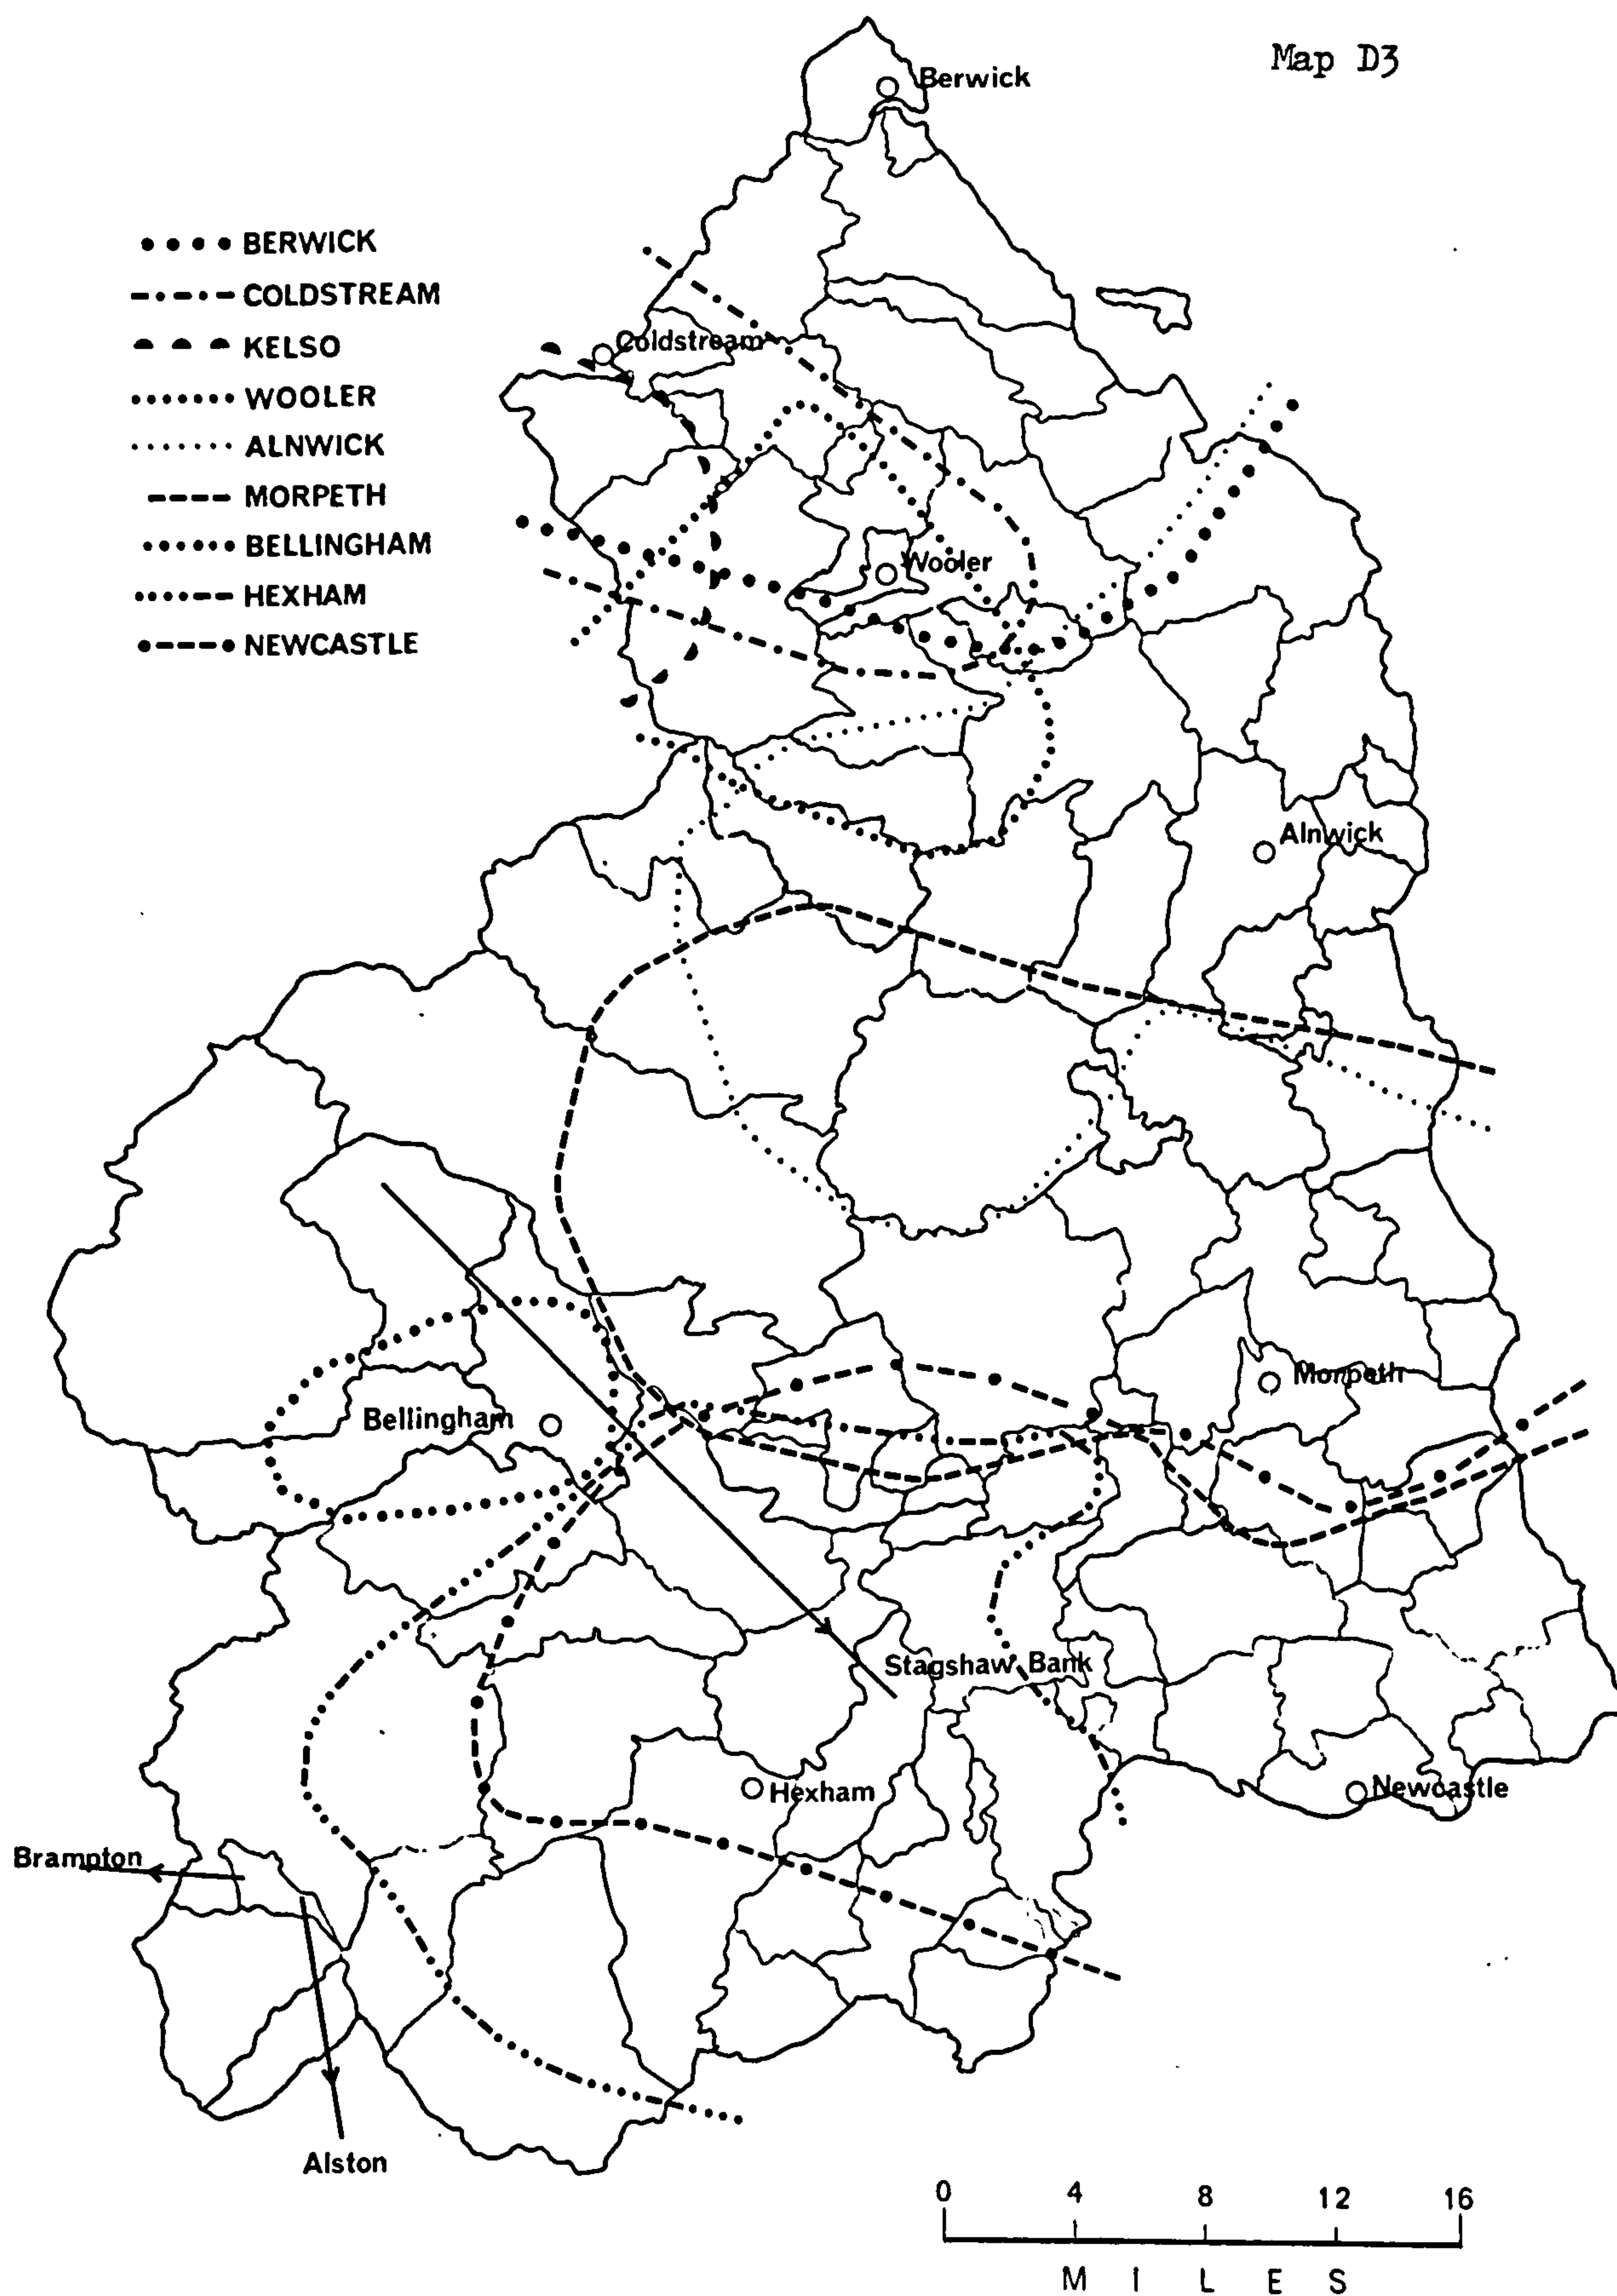 Map D3
Berwick
BERWICK
COLDSTREAM
KELSO
WOOLER
ALNWICK
MORPETH
BELLINGHAM
HEXHAM
NEWCASTLE
Coldstream
Wooler
Alnwick
Morpeth
Bellingham
Stagshaw Bank
Hexham
Newcastle
Brampton
Alston
0 4 8 12 16
M I L E S